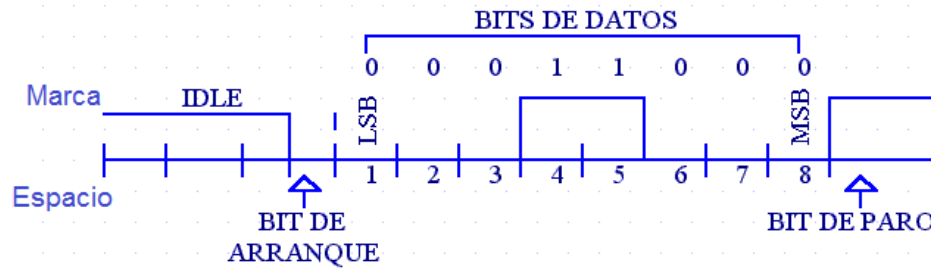 BITS DE DATOS
0 0 0 1 1 0 0 0
Marca
IDLE
LSB
MSB
1 2 3 4 5 6 7 8
Espacio
BIT DE
ARRANQUE
BIT DE PARO